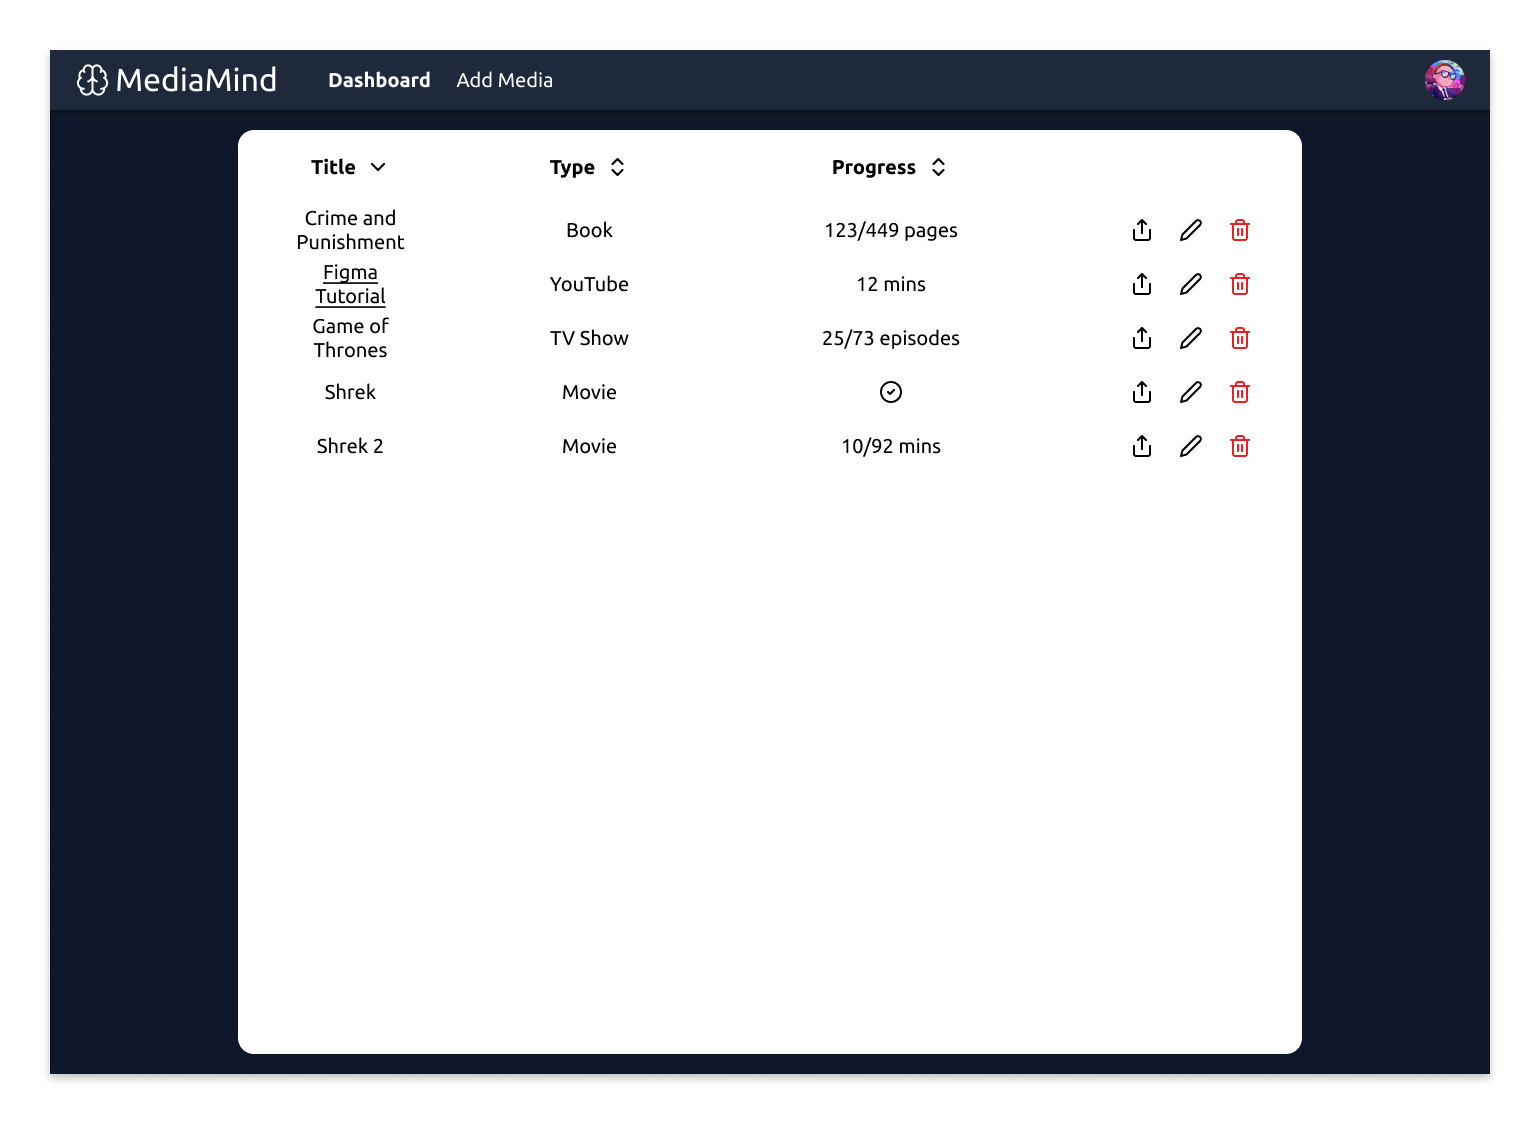 MediaMind Dashboard Add Media
Title Type Progress
Crime and
Punishment
Book 123/449 pages
Figma
Tutorial
YouTube 12 mins
Game of
Thrones
TV Show 25/73 episodes
Shrek Movie
Shrek 2 Movie 10/92 mins